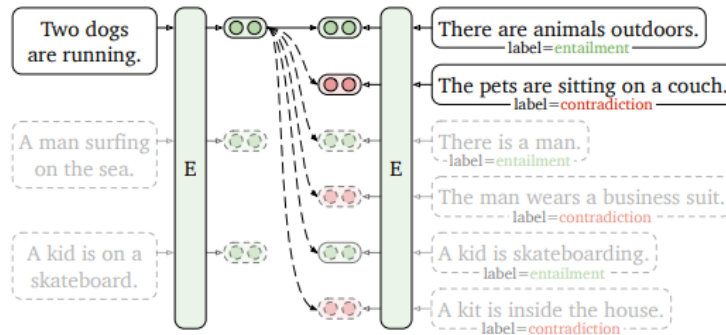 Two dogs
are running.
There are animals outdoors.
label=entailment
The pets are sitting on a couch.
label=contradiction
A man surfing
on the sea.
There is a man.
label=entailment
E
E
The man wears a business suit.
label=contradiction
A kid is on a
skateboard.
A kid is skateboarding.
label=entailment
A kit is inside the house.
label=contradiction